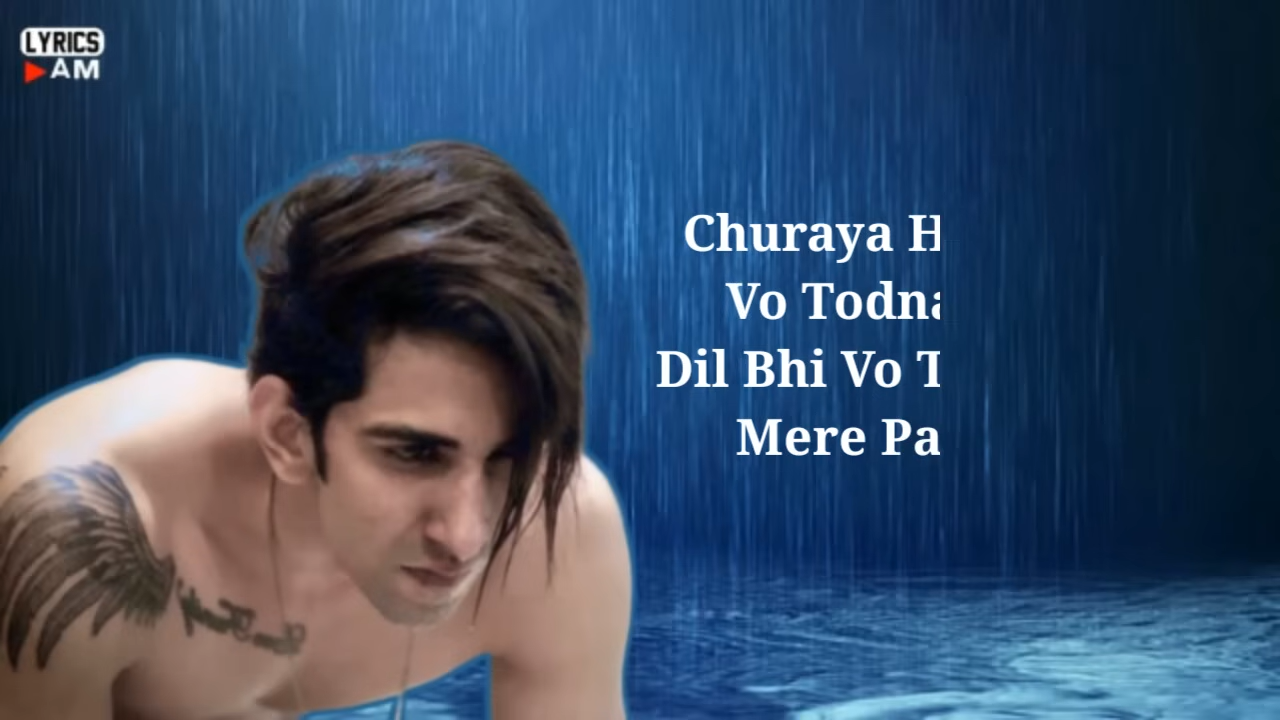 LYRICS
AM
Churaya H
Vo Todna
Dil Bhi Vo T
Mere Pa